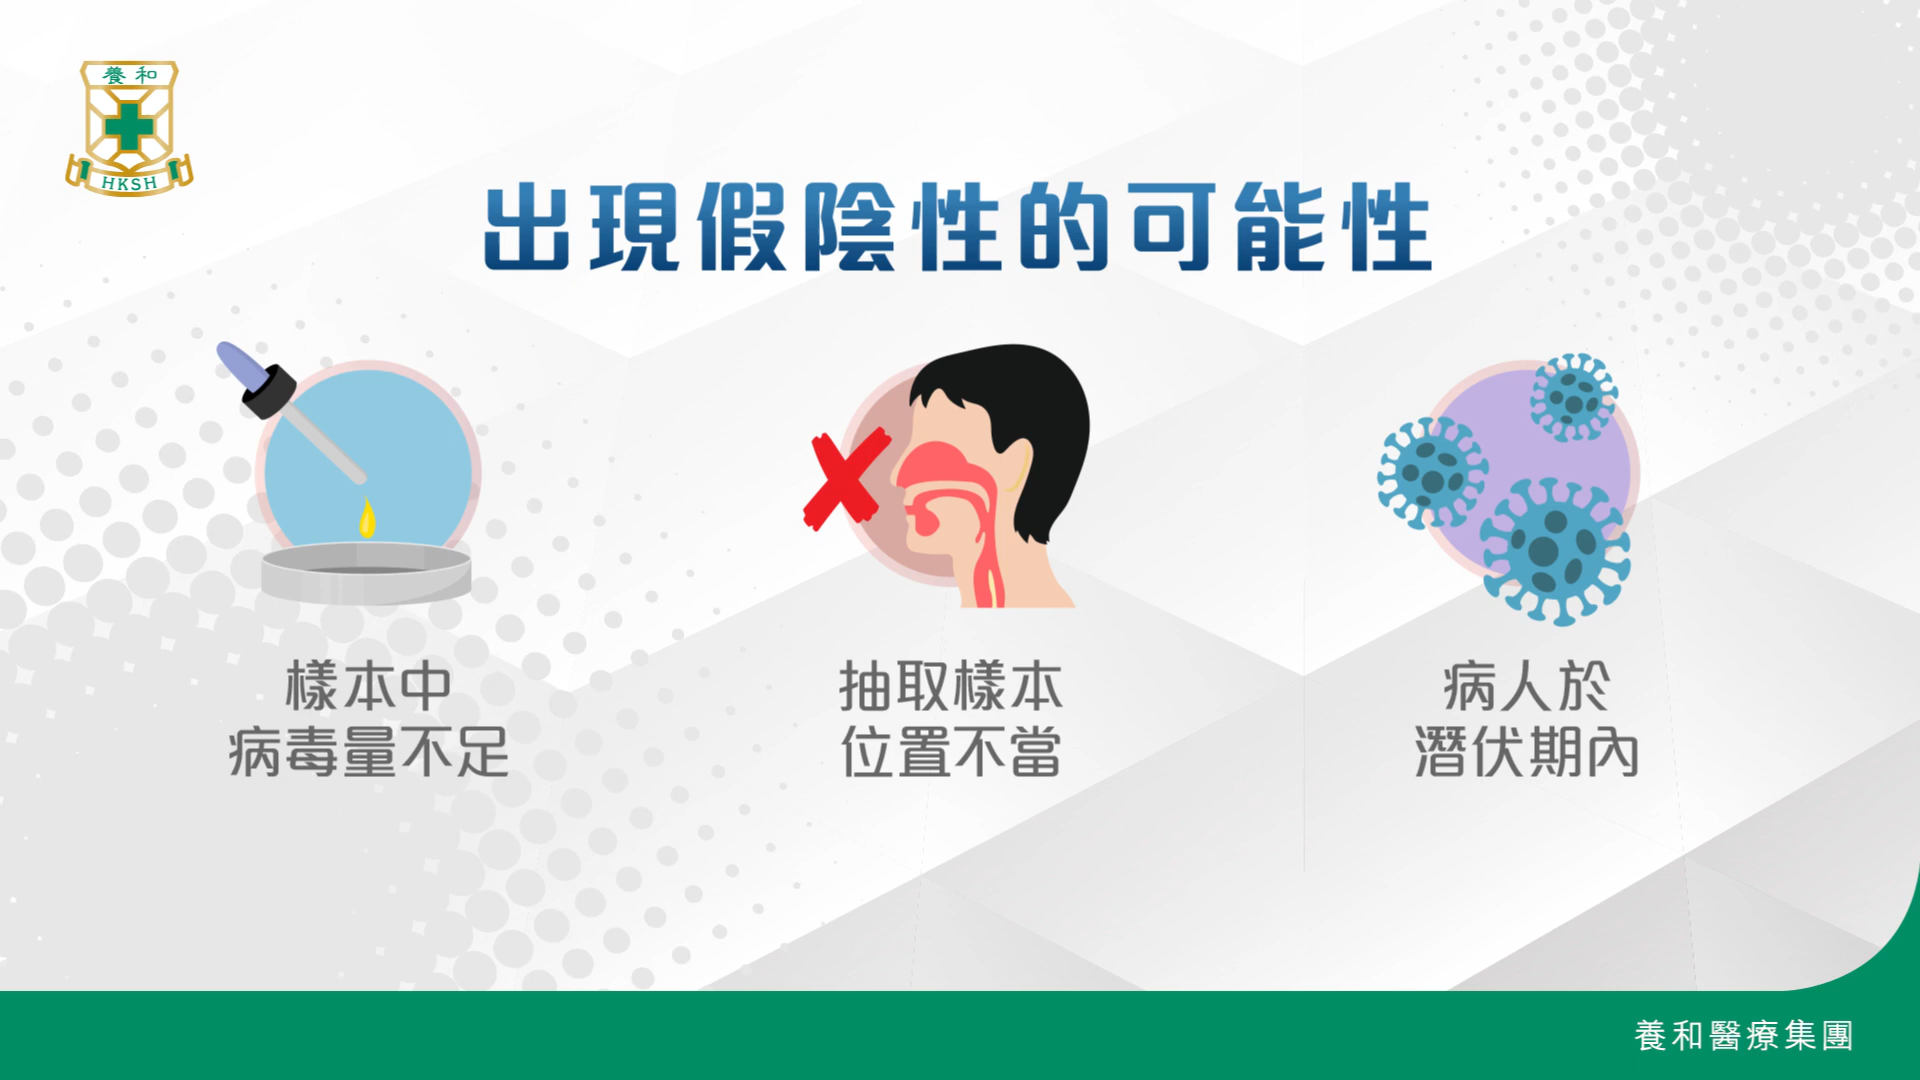 養和
HKSH
出現假陰性的可能性
樣本中
病毒量不足
抽取樣本
位置不當
病人於
潛伏期內
養和醫療集團